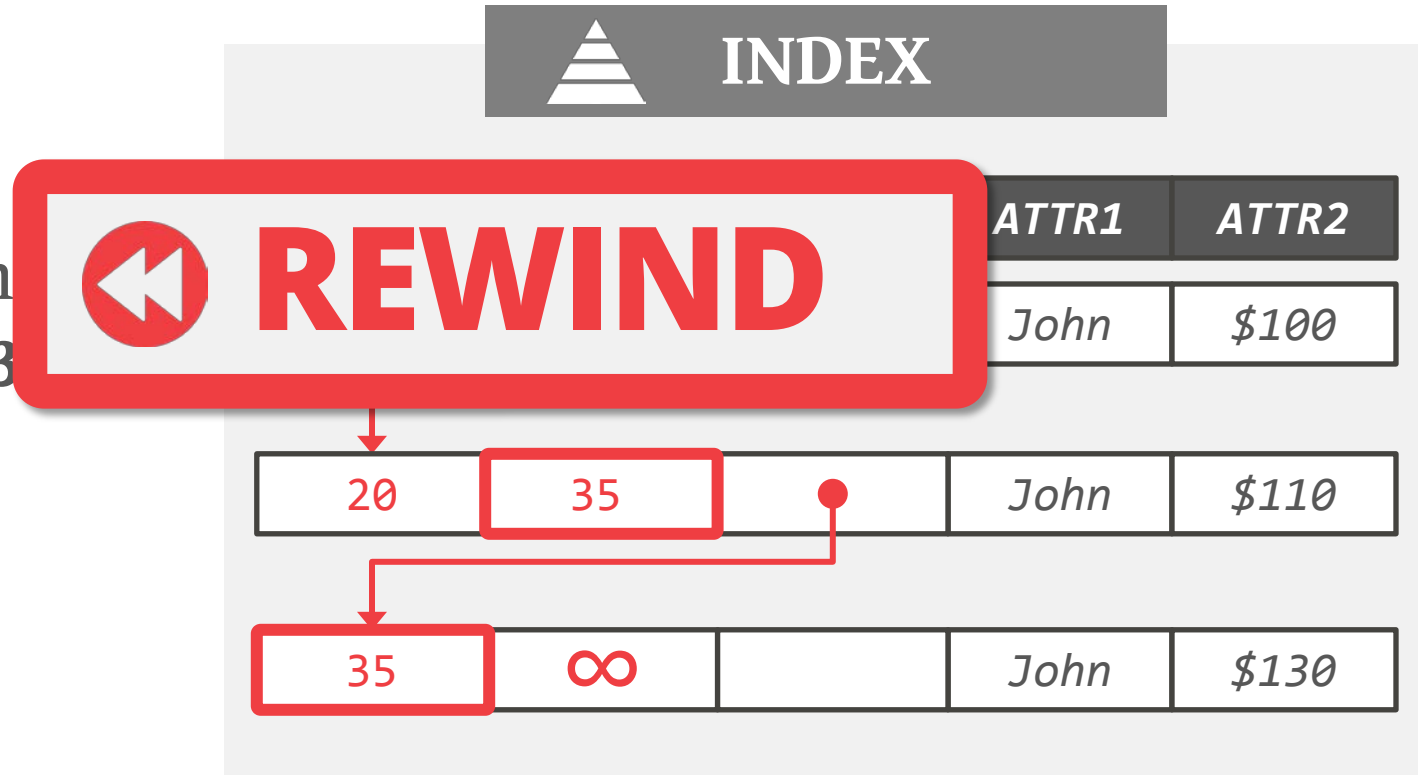 INDEX
REWIND
ATTR1 ATTR2
John $100
20 35 John $110
35 ∞ John $130